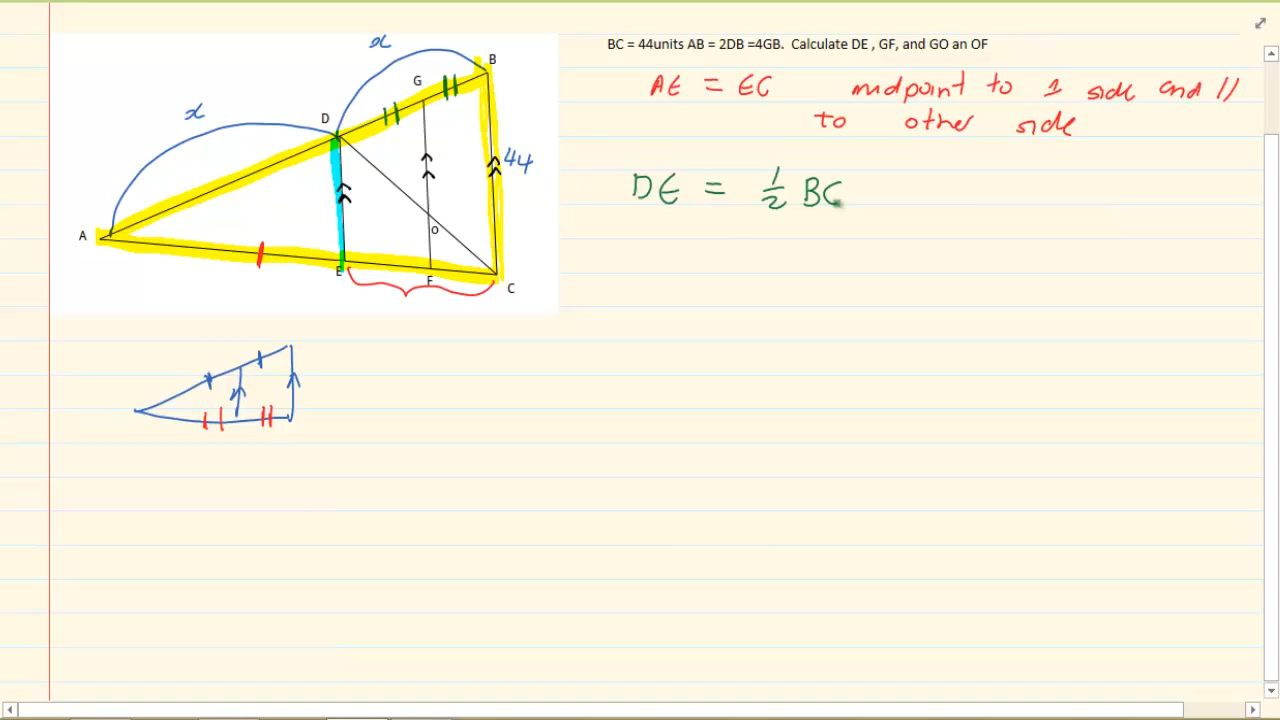 BC = 44units AB = 2DB =4GB. Calculate DE , GF, and GO an OF
AE = EC midpoint to 1 side and //
to other side
DE = 1/2 BC
x
x
B
G
D
44
A
O
E
F
C